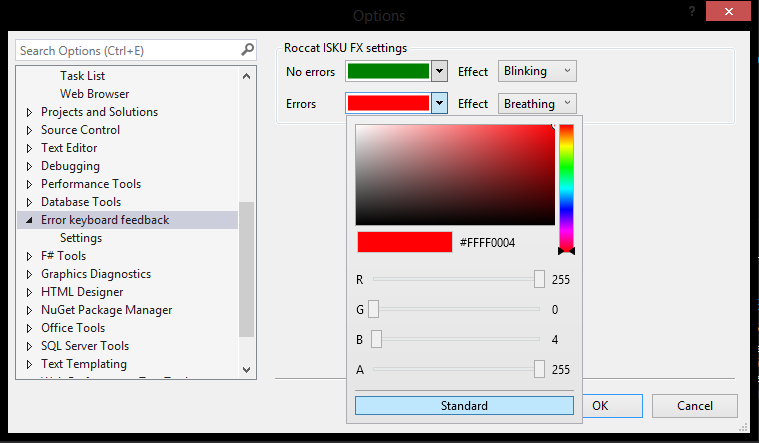 Options
?
Search Options (Ctrl+E)
Task List
Web Browser
Projects and Solutions
Source Control
Text Editor
Debugging
Performance Tools
Database Tools
Error keyboard feedback
Settings
F# Tools
Graphics Diagnostics
HTML Designer
NuGet Package Manager
Office Tools
SQL Server Tools
Text Templating
Roccat ISKU FX settings
No errors
Effect
Blinking
Errors
Effect
Breathing
#FFFF0004
R 255
G 0
B 4
A 255
Standard
OK
Cancel